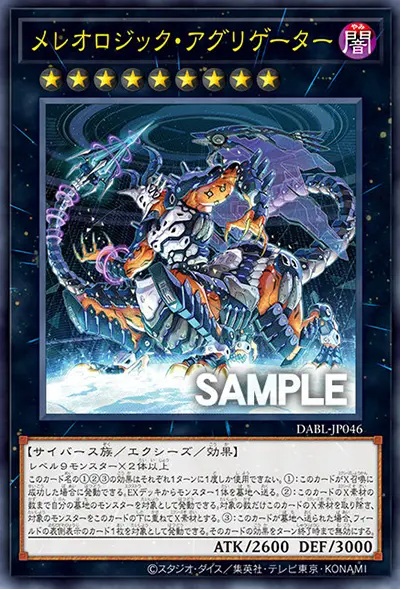 メレオロジック・アグリゲーター
闇
やみ
SAMPLE
DABL-JP046
【サイバース族／エクシーズ／効果】
レベル９モンスター×２体以上
このカード名の①②③の効果はそれぞれ１ターンに１度しか使用できない。①：このカードがX召喚に
成功した場合に発動できる。EXデッキからモンスター１体を墓地へ送る。②：このカードのX素材の
数まで自分の墓地のモンスターを対象として発動できる。対象の数だけこのカードのX素材を取り除き、
対象のモンスターをこのカードの下に重ねてX素材とする。③：このカードが墓地へ送られた場合、フィー
ルドの表側表示のカード１枚を対象として発動できる。そのカードの効果をターン終了時まで無効にする。
ATK/2600 DEF/3000
©スタジオ・ダイス／集英社・テレビ東京・KONAMI